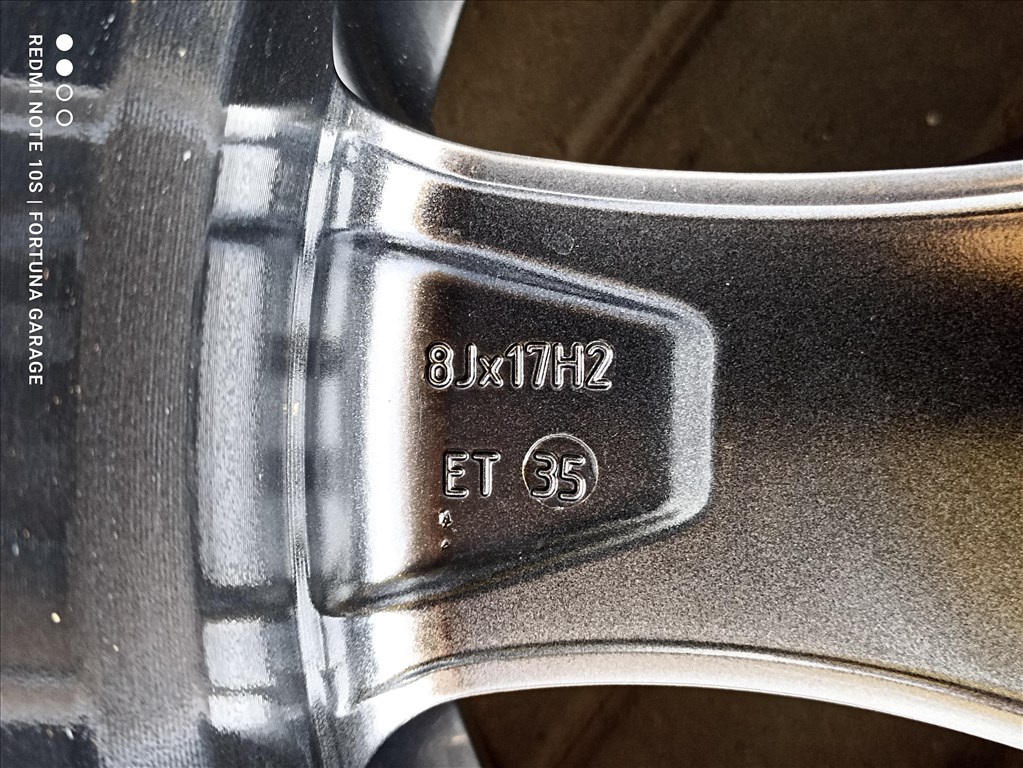 8Jx17H2
ET 35
A
REDMI NOTE 10S | FORTUNA GARAGE